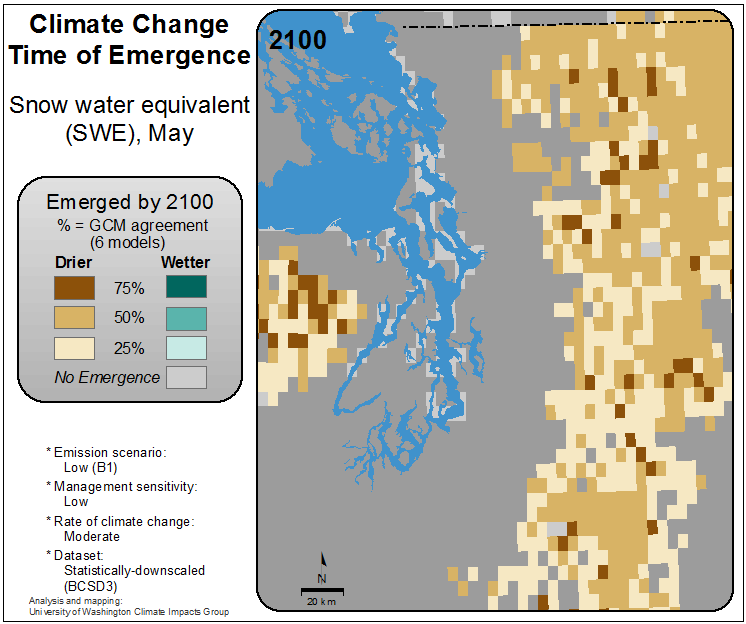 Climate Change
Time of Emergence
Snow water equivalent
(SWE), May
Emerged by 2100
% = GCM agreement
(6 models)
Drier Wetter
75%
50%
25%
No Emergence
* Emission scenario:
Low (B1)
* Management sensitivity:
Low
* Rate of climate change:
Moderate
* Dataset:
Statistically-downscaled
(BCSD3)
Analysis and mapping:
University of Washington Climate Impacts Group
2100
N
20 km